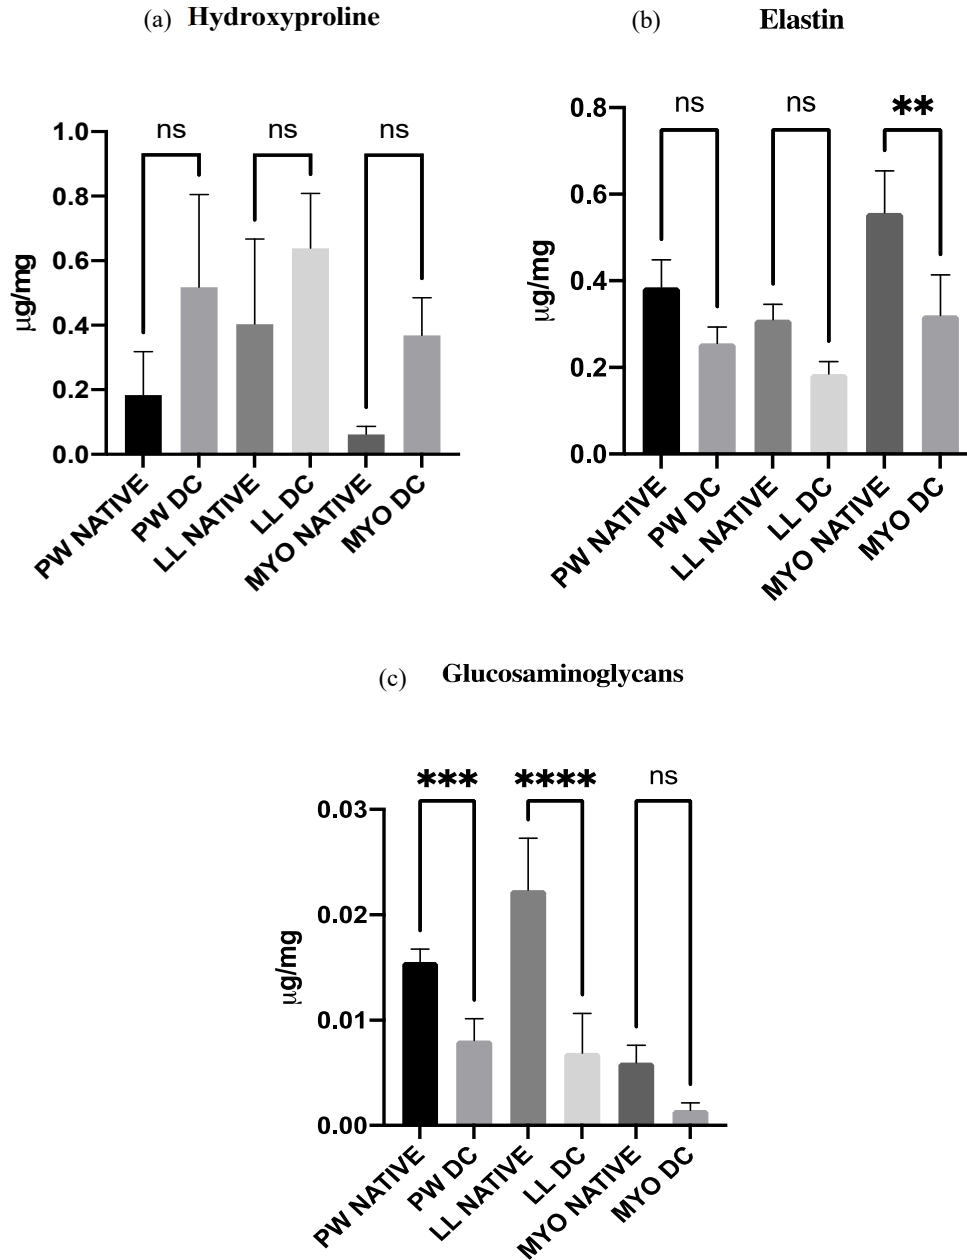 (a) Hydroxyproline
ns ns ns
1.0
0.8
0.6
0.4
0.2
0.0
µg/mg
PW NATIVE
PW DC
LL NATIVE
LL DC
MYO NATIVE
MYO DC
(b) Elastin
ns ns **
0.8
0.6
0.4
0.2
0.0
µg/mg
PW NATIVE
PW DC
LL NATIVE
LL DC
MYO NATIVE
MYO DC
(c) Glucosaminoglycans
*** **** ns
0.03
0.02
0.01
0.00
µg/mg
PW NATIVE
PW DC
LL NATIVE
LL DC
MYO NATIVE
MYO DC